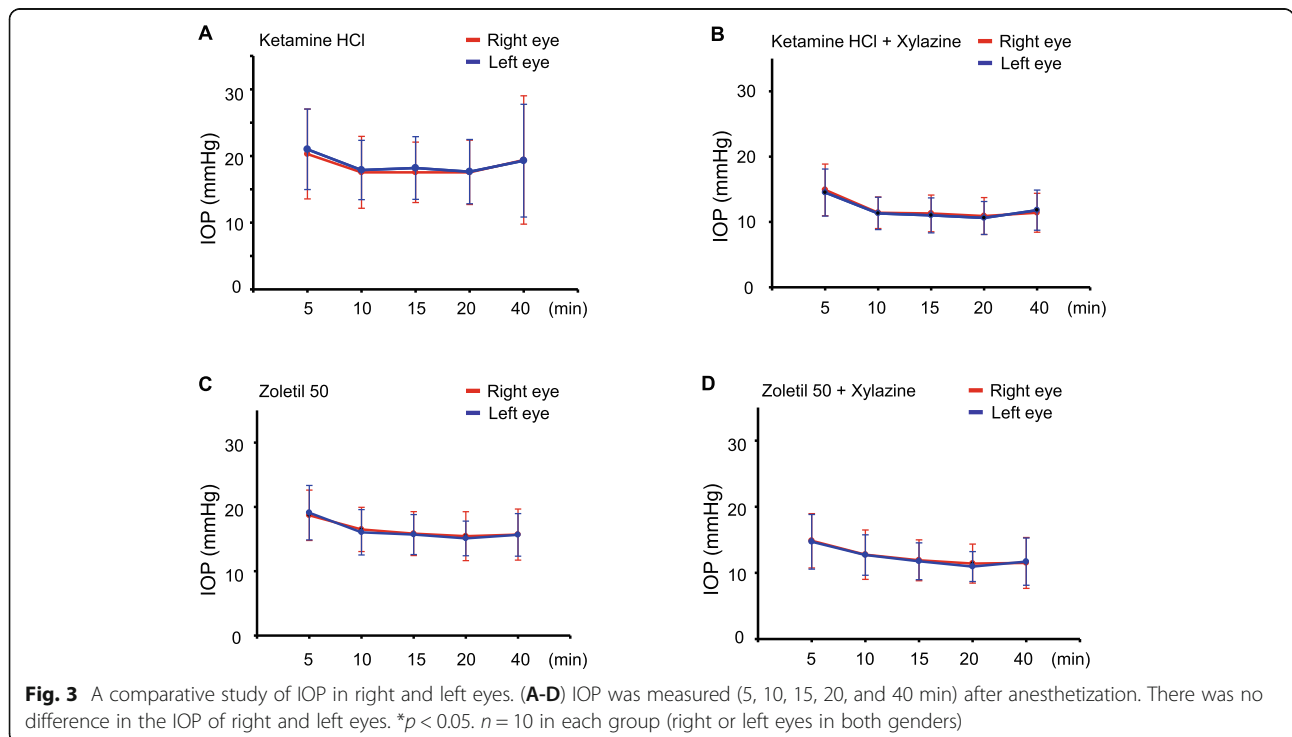 A
Ketamine HCl
Right eye
Left eye
IOP (mmHg)
30
20
10
0
5 10 15 20 40 (min)
B
Ketamine HCl + Xylazine
Right eye
Left eye
IOP (mmHg)
30
20
10
0
5 10 15 20 40 (min)
C
Zoletil 50
Right eye
Left eye
IOP (mmHg)
30
20
10
0
5 10 15 20 40 (min)
D
Zoletil 50 + Xylazine
Right eye
Left eye
IOP (mmHg)
30
20
10
0
5 10 15 20 40 (min)
Fig. 3 A comparative study of IOP in right and left eyes. (A-D) IOP was measured (5, 10, 15, 20, and 40 min) after anesthetization. There was no
difference in the IOP of right and left eyes. *p < 0.05. n = 10 in each group (right or left eyes in both genders)